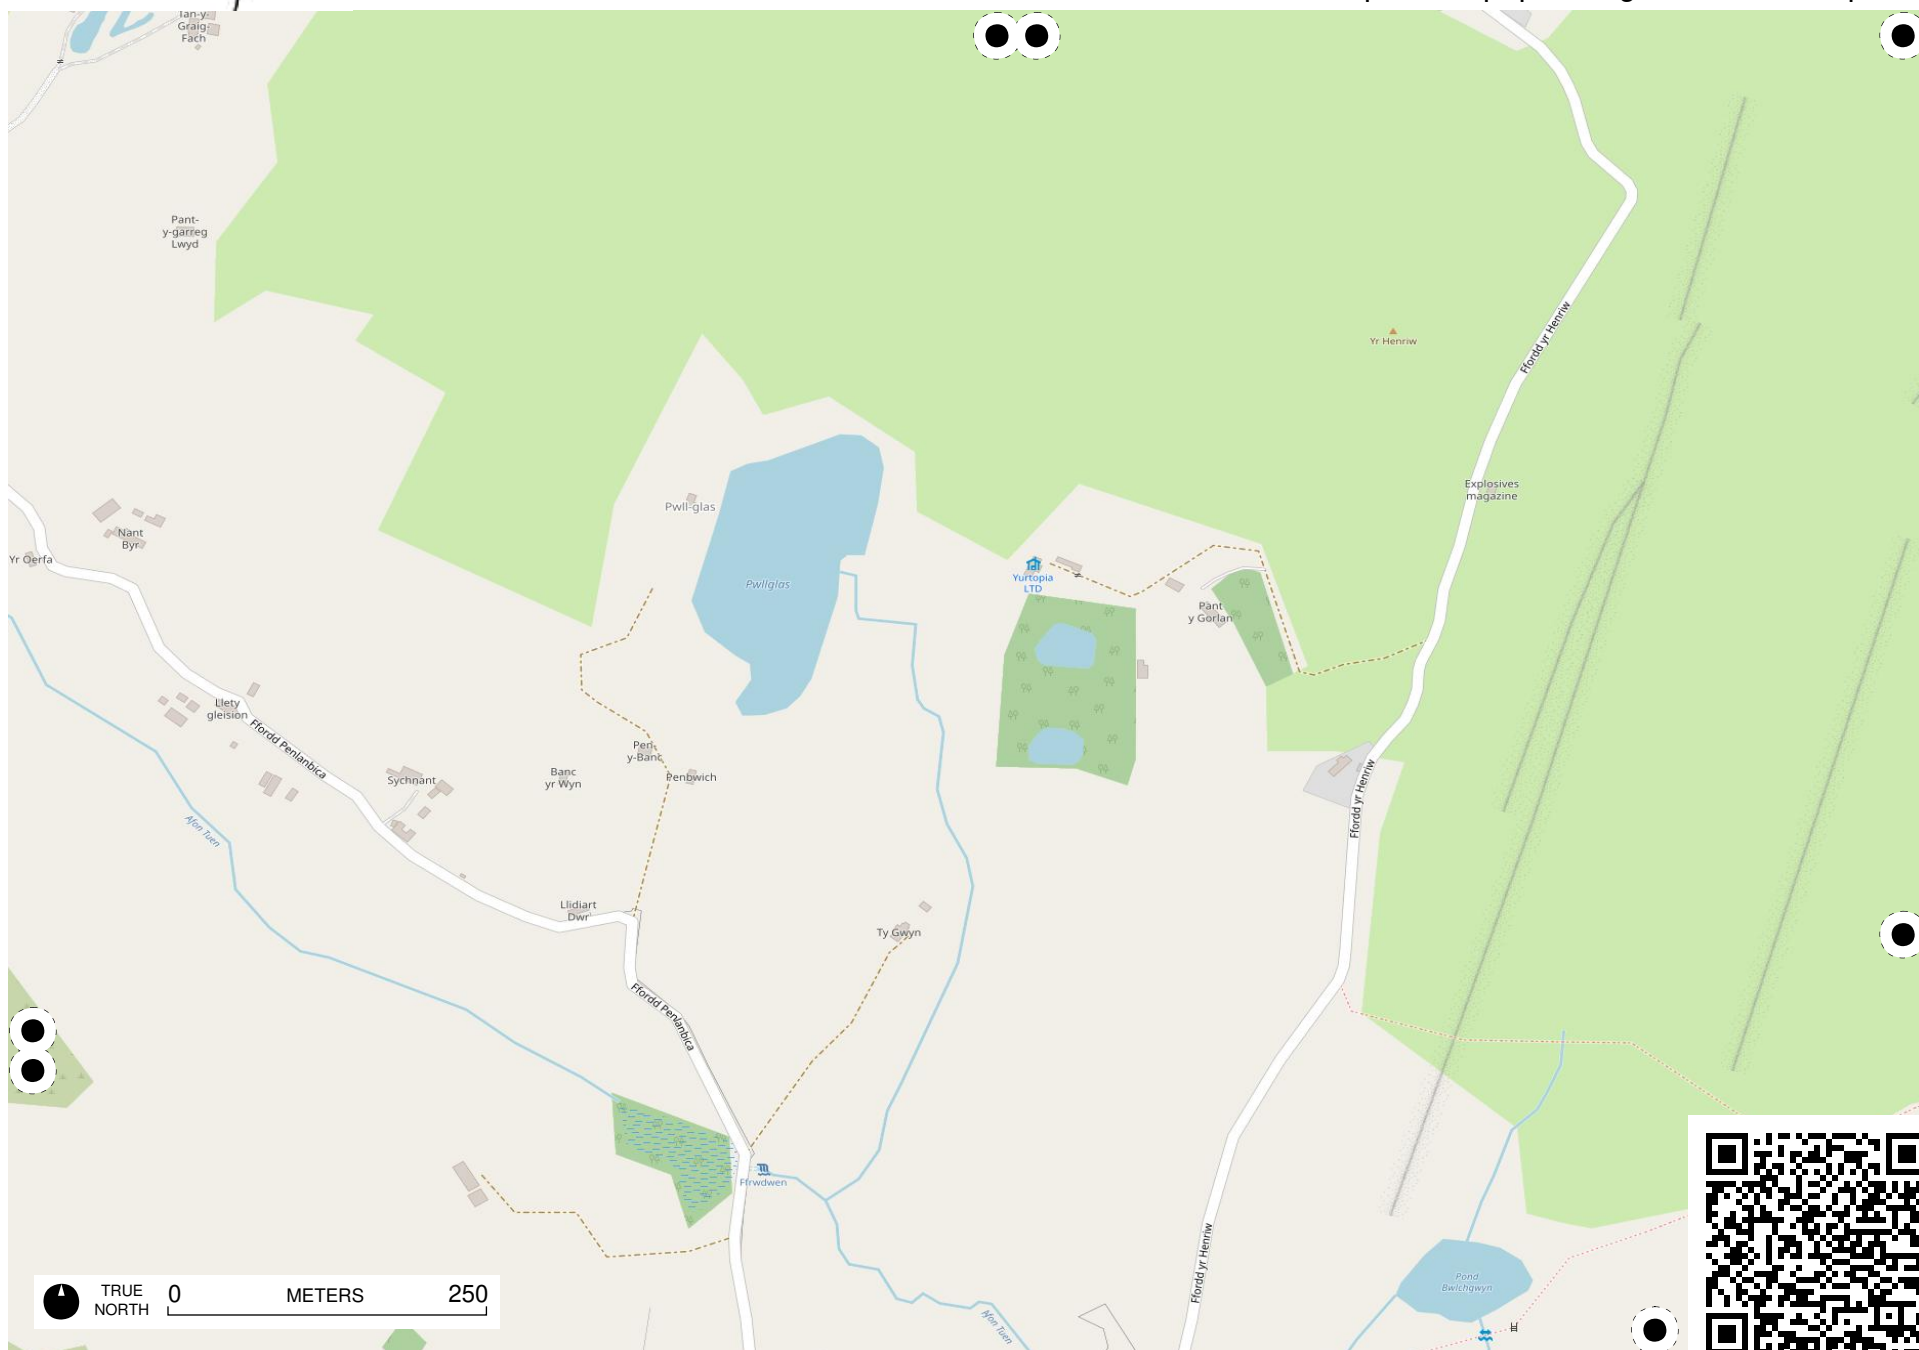 Tan-y-
Graig-
Fach
Pant-
y-garreg
Lwyd
Yr Henriw
Ffordd yr Henriw
Explosives
magazine
Pwll-glas
Pwllglas
Nant
Byr
Yr Oerfa
Yurtopia
LTD
Pant
y Gorlan
Llety
gleision
Ffordd Penlanbica
Sychnant
Pen-
y-Banc
Banc
yr Wyn
Penbwich
Afon Tuen
Ffordd yr Henriw
Llidiart
Dwr
Ty Gwyn
Ffordd Penlanbica
Ffrwdwen
Ffordd yr Henriw
Pond
Bwlchgwyn
Afon Tuen
TRUE
NORTH
0 METERS 250